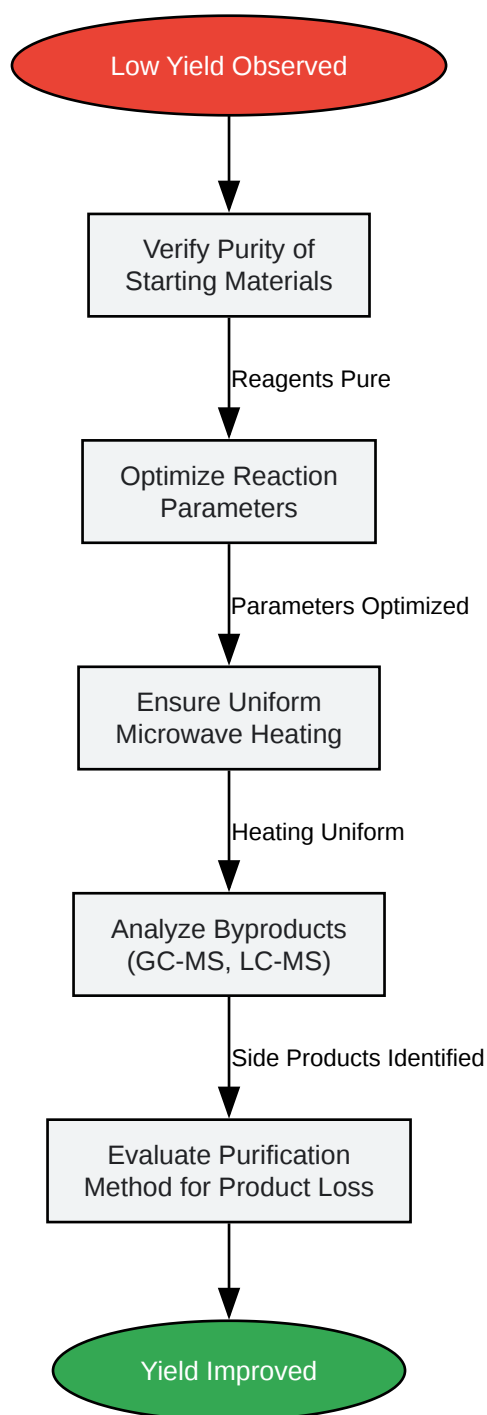 Low Yield Observed
Verify Purity of
Starting Materials
Reagents Pure
Optimize Reaction
Parameters
Parameters Optimized
Ensure Uniform
Microwave Heating
Heating Uniform
Analyze Byproducts
(GC-MS, LC-MS)
Side Products Identified
Evaluate Purification
Method for Product Loss
Yield Improved